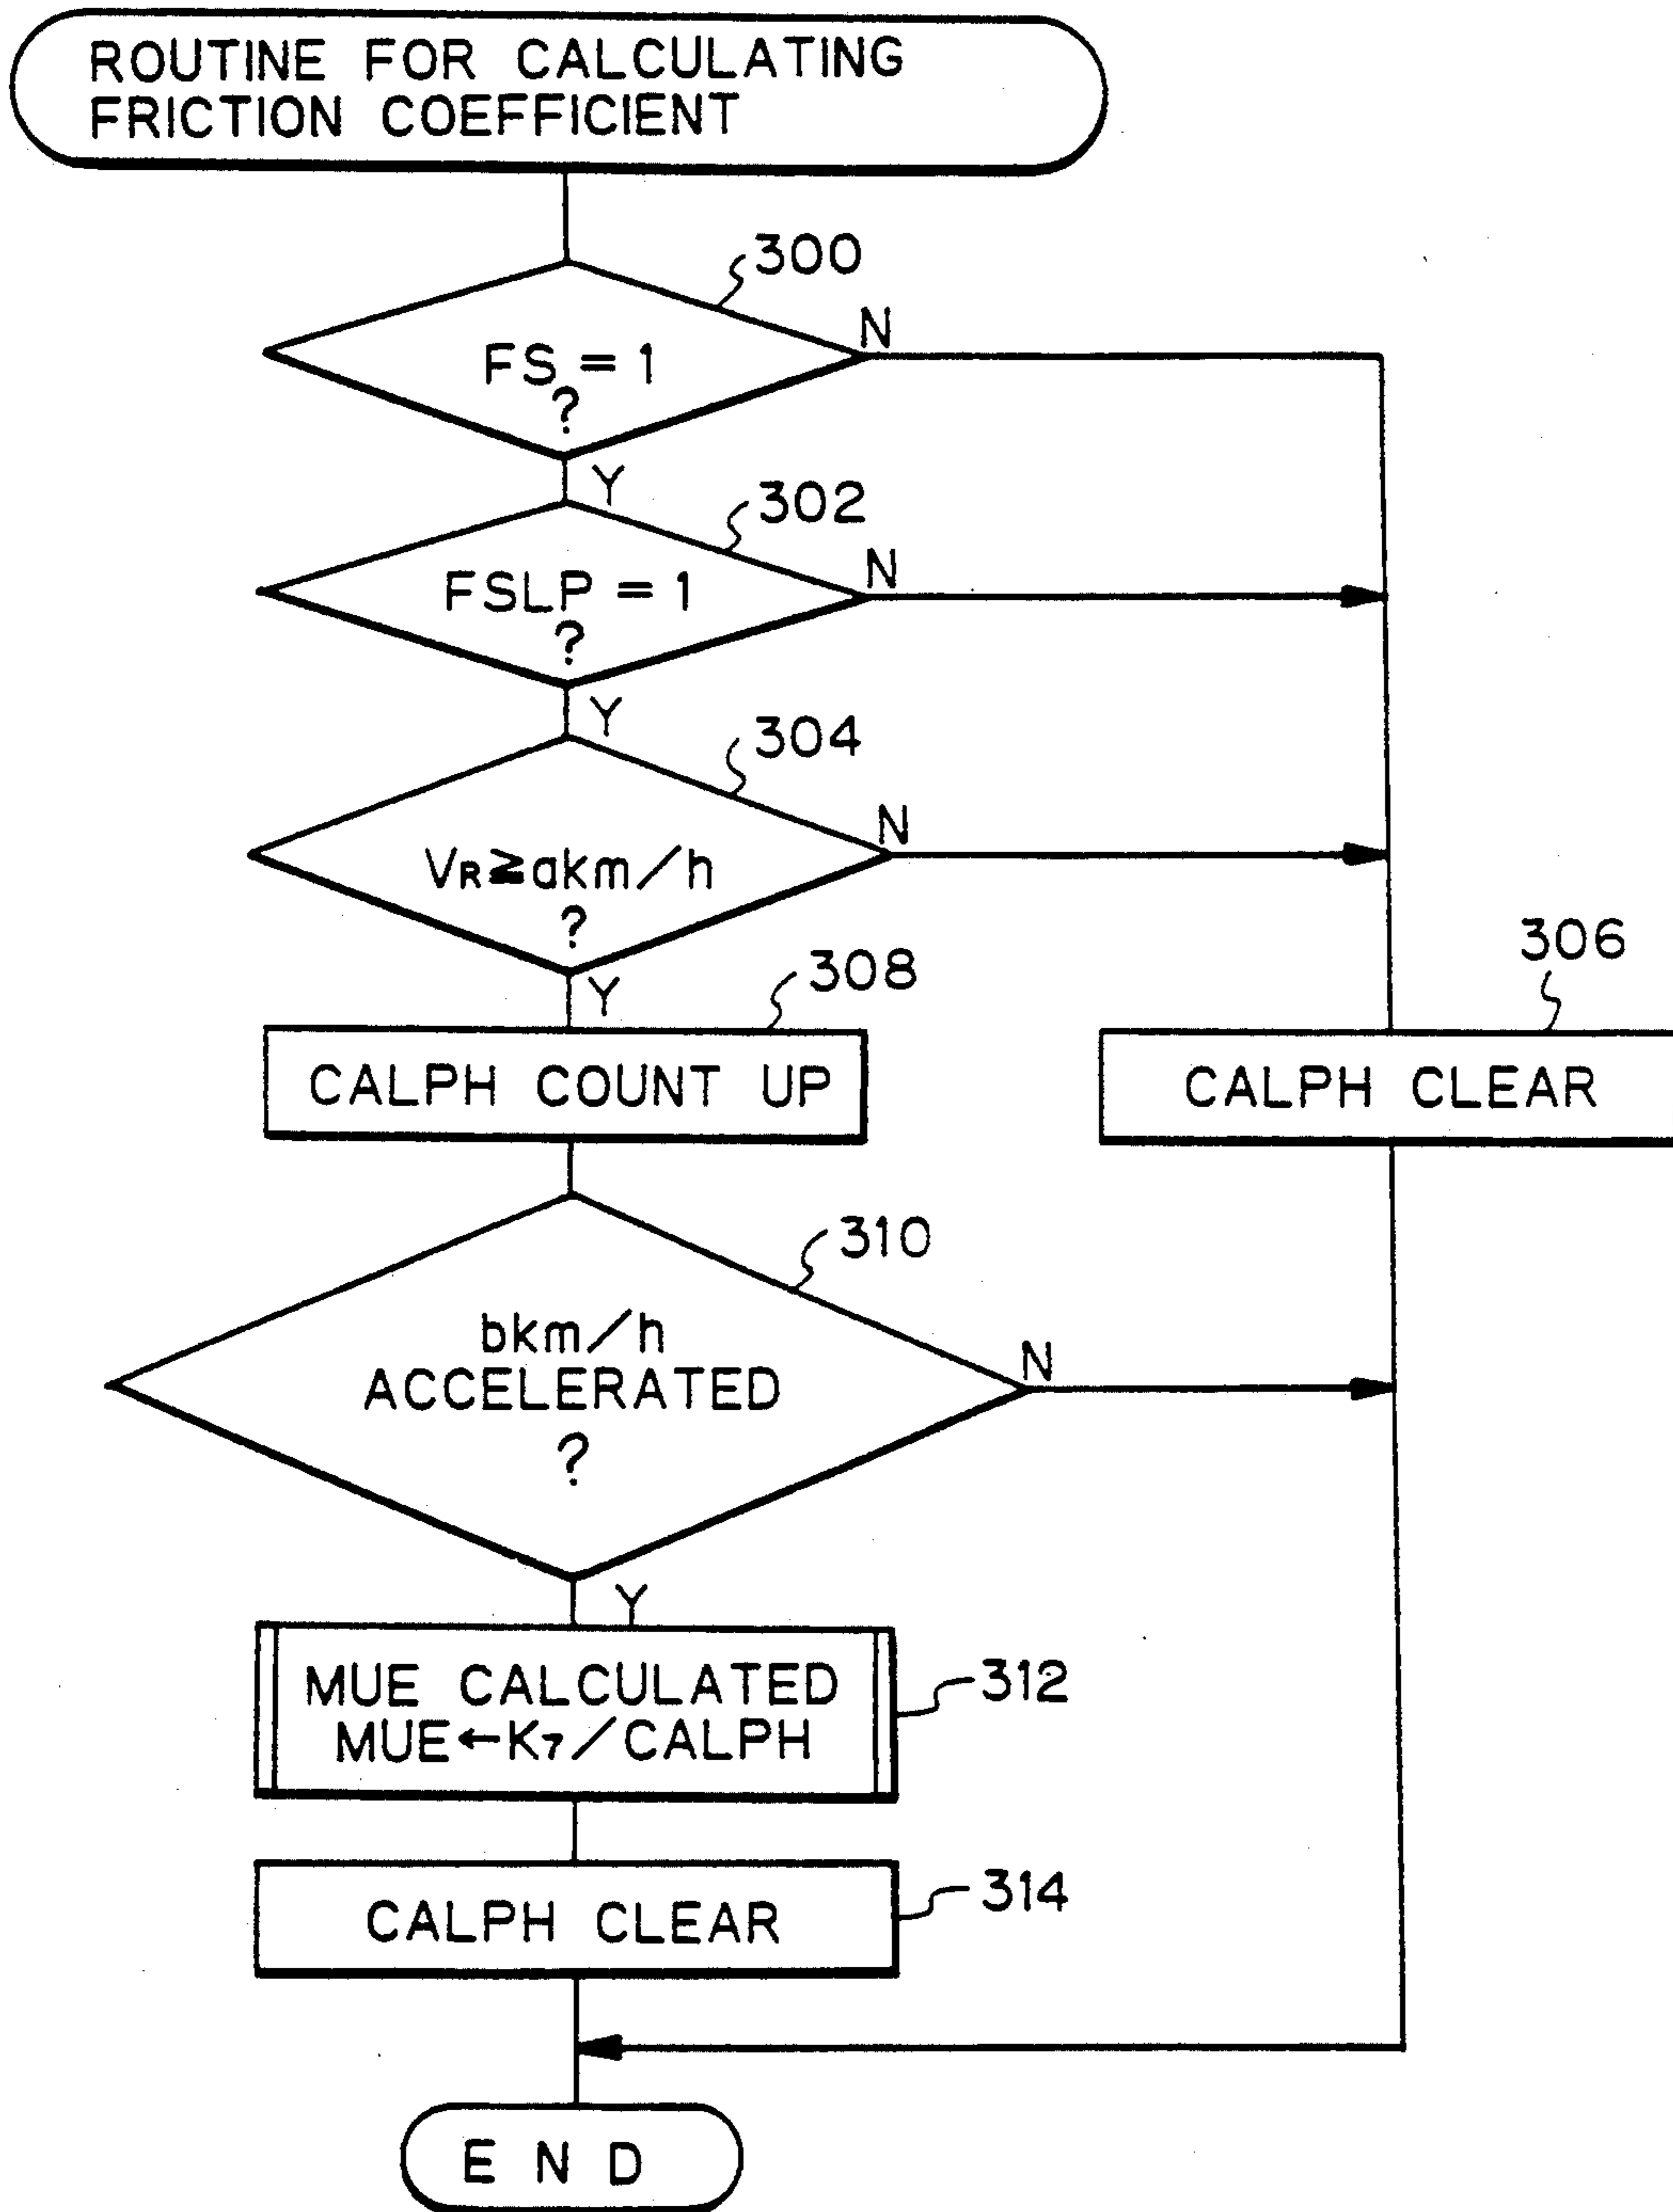 ROUTINE FOR CALCULATING
FRICTION COEFFICIENT
300
N
FS = 1
?
Y
302
N
FSLP = 1
?
Y
304
N
VR≧akm/h
?
Y
308
306
CALPH COUNT UP
CALPH CLEAR
310
bkm/h
ACCELERATED
?
N
Y
MUE CALCULATED
MUE←K7/CALPH
312
CALPH CLEAR
314
END